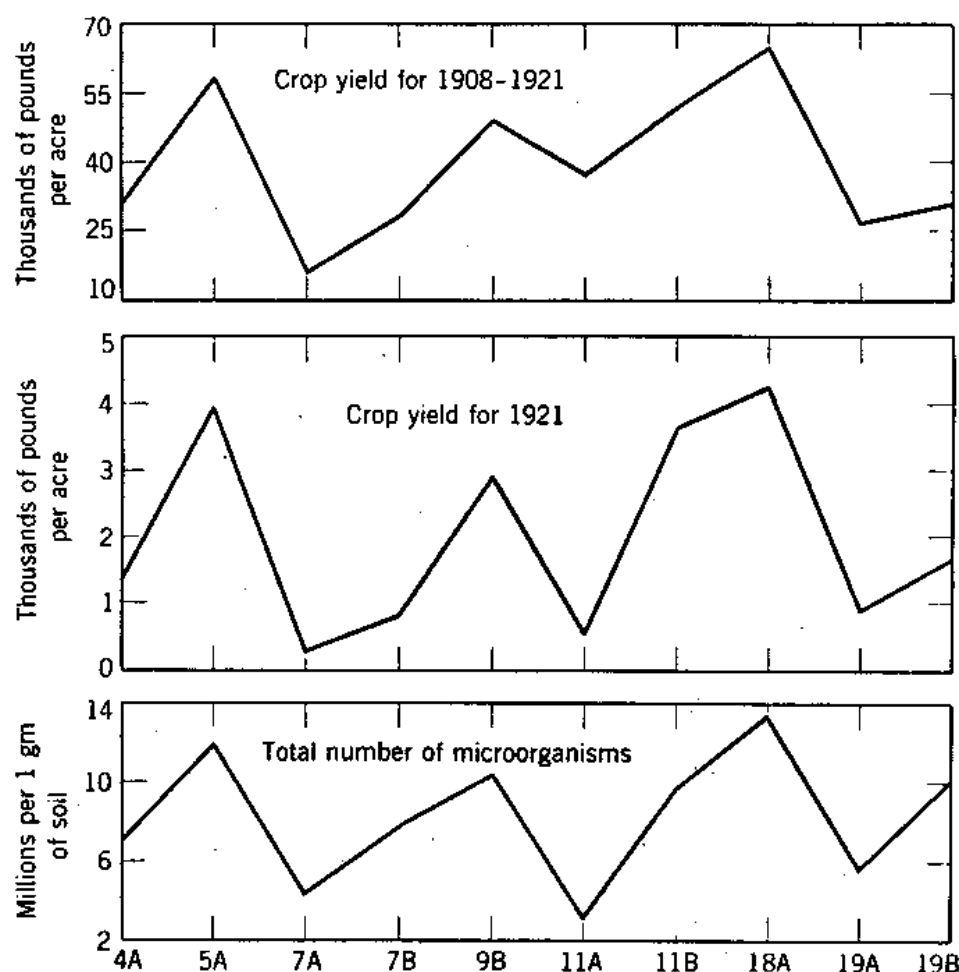 70
55
40
25
10
Thousands of pounds
per acre
Crop yield for 1908-1921
5
4
3
2
1
0
Thousands of pounds
per acre
Crop yield for 1921
14
10
6
2
Millions per 1 gm
of soil
Total number of microorganisms
4A 5A 7A 7B 9B 11A 11B 18A 19A 19B